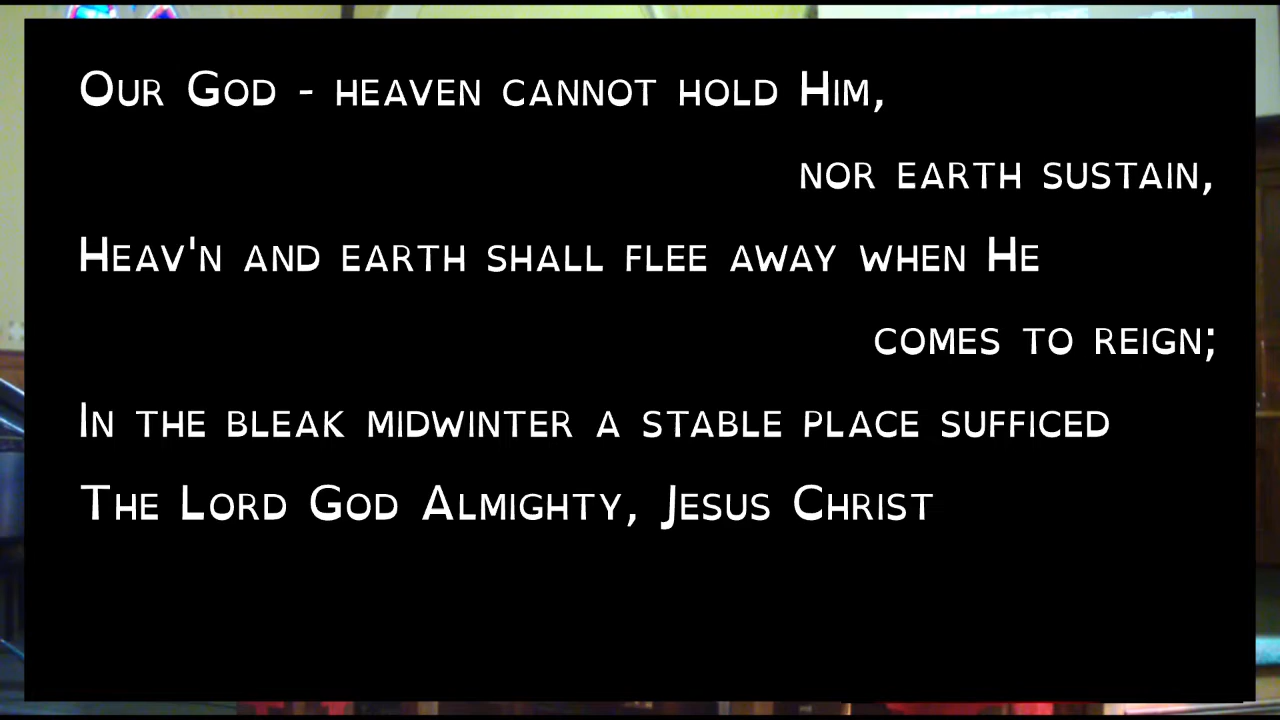 Our God - heaven cannot hold Him,
nor earth sustain,
Heav'n and earth shall flee away when He
comes to reign;
In the bleak midwinter a stable place sufficed
The Lord God Almighty, Jesus Christ